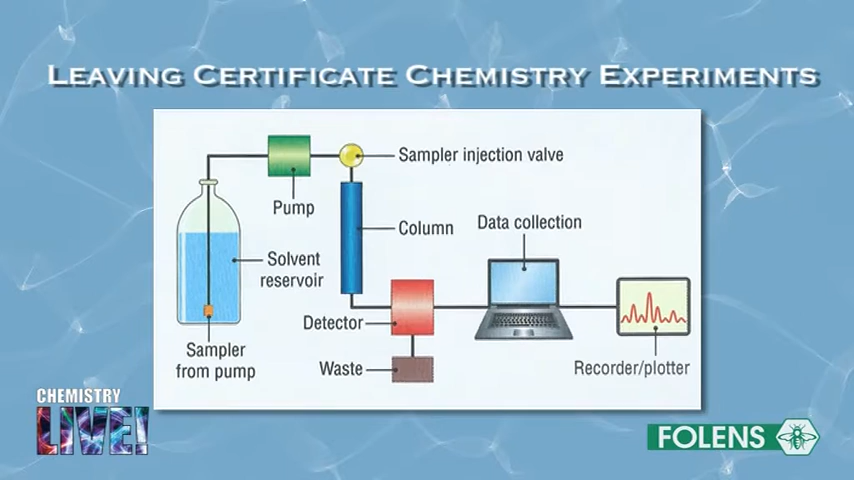 LEAVING CERTIFICATE CHEMISTRY EXPERIMENTS
Sampler injection valve
Pump
Column
Data collection
Solvent
reservoir
Detector
Sampler
from pump
Waste
Recorder/plotter
CHEMISTRY
LIVE!
FOLENS